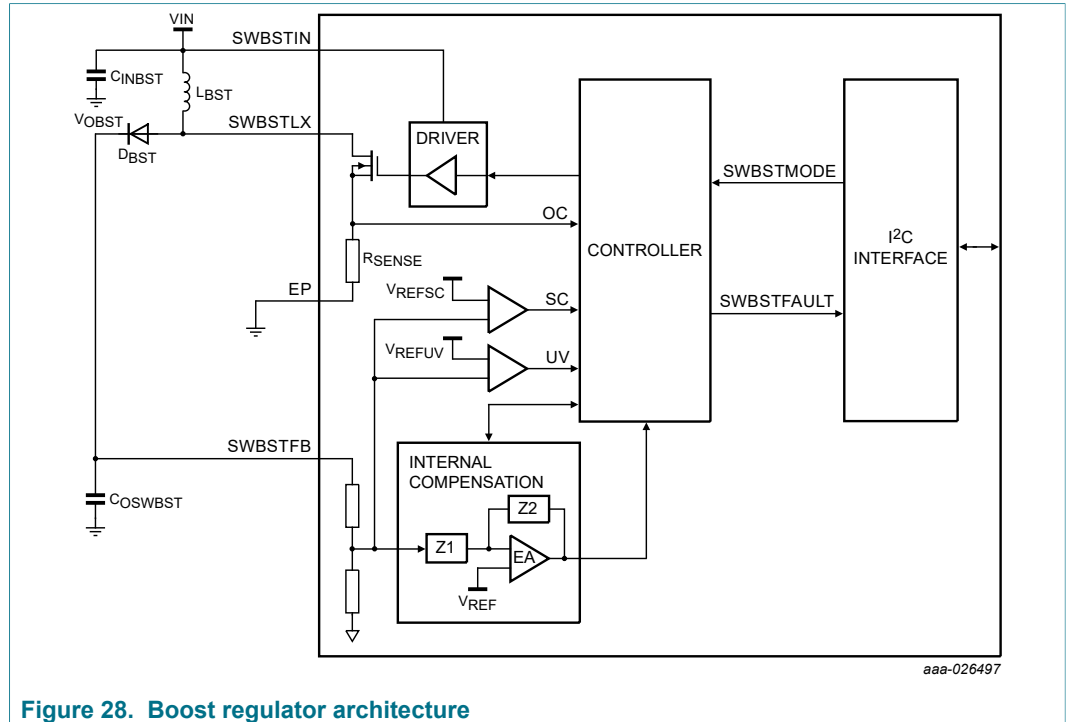 VIN
SWBSTIN
CINBST
LBST
VOBST
SWBSTLX
DBST
DRIVER
SWBSTMODE
OC
CONTROLLER
I2C
INTERFACE
RSENSE
EP
VREFSC
SC
SWBSTFAULT
VREFUV
UV
SWBSTFB
INTERNAL
COMPENSATION
COSWBST
Z2
Z1
EA
VREF
aaa-026497
Figure 28. Boost regulator architecture